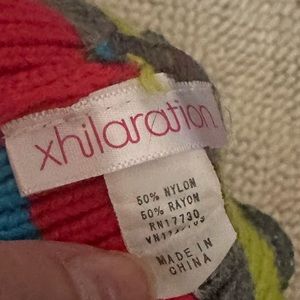 xhilaration
50% NYLON
50% RAYON
RN17730
MADE IN
CHINA